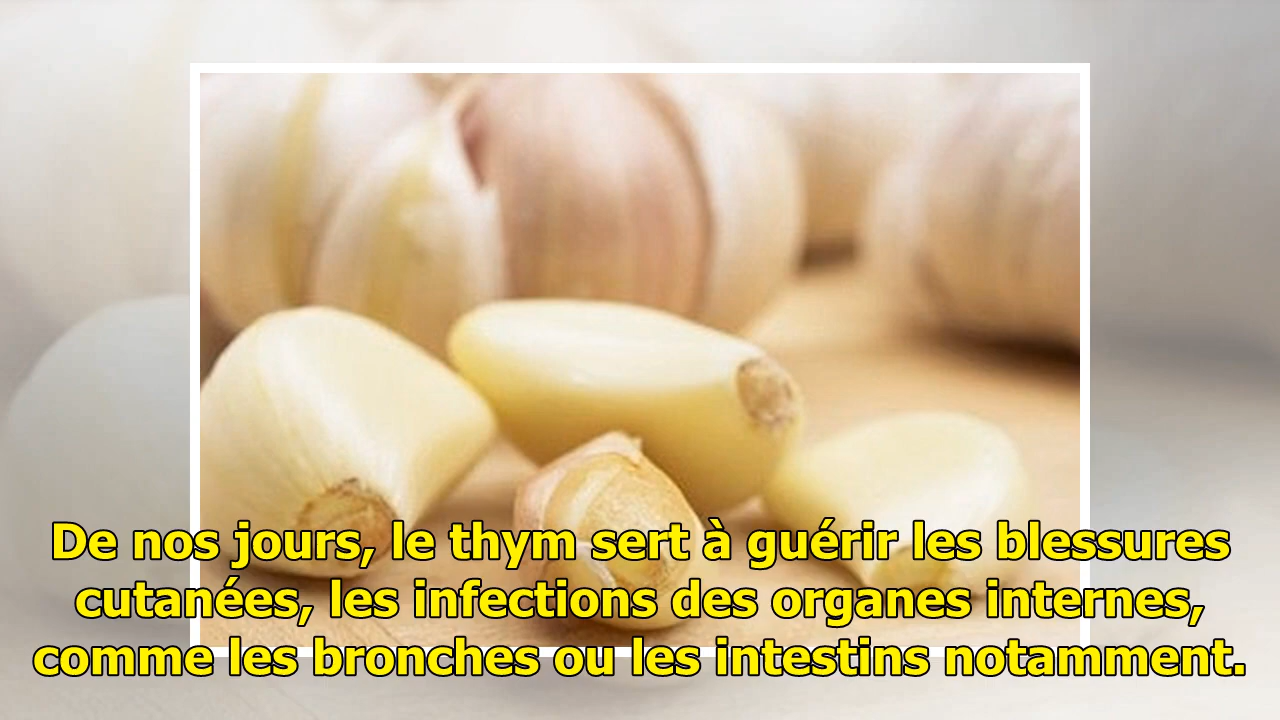 De nos jours, le thym sert à guérir les blessures
cutanées, les infections des organes internes,
comme les bronches ou les intestins notamment.